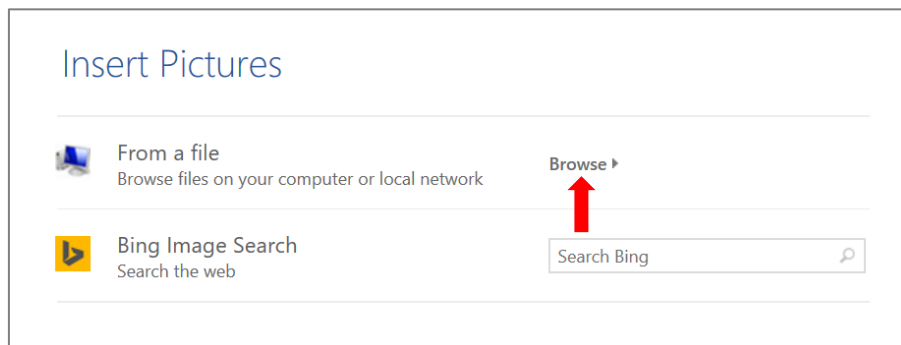 Insert Pictures
From a file
Browse files on your computer or local network
Browse
Bing Image Search
Search the web
Search Bing